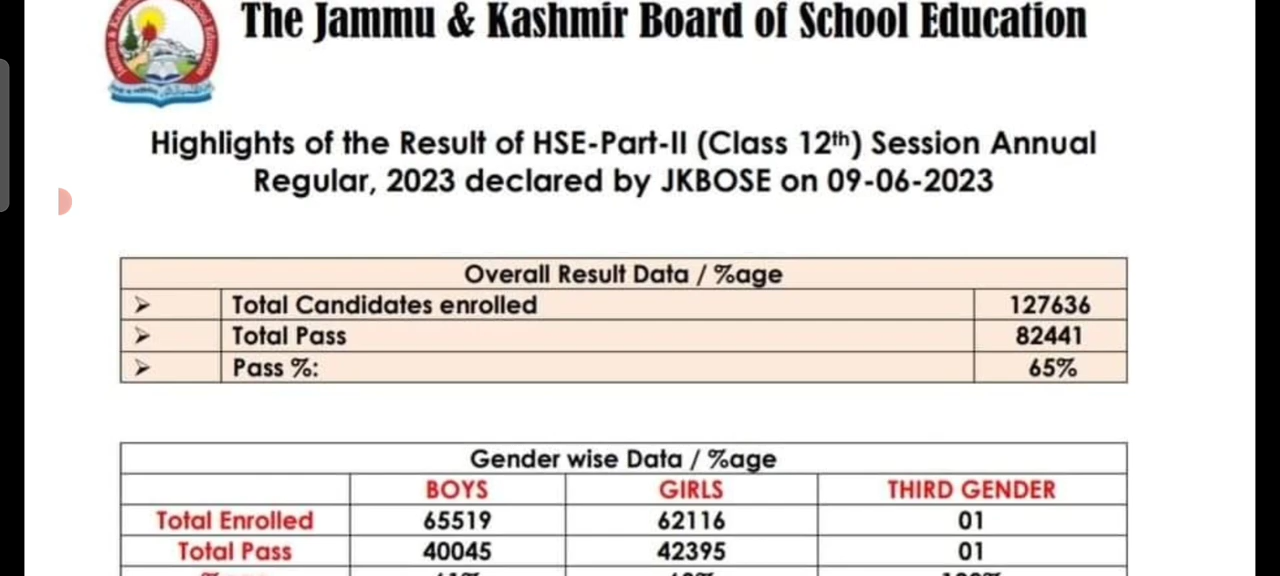 The Jammu & Kashmir Board of School Education
Highlights of the Result of HSE-Part-II (Class 12th) Session Annual
Regular, 2023 declared by JKBOSE on 09-06-2023
Overall Result Data / %age
➢ Total Candidates enrolled 127636
➢ Total Pass 82441
➢ Pass %: 65%
Gender wise Data / %age
BOYS GIRLS THIRD GENDER
Total Enrolled 65519 62116 01
Total Pass 40045 42395 01